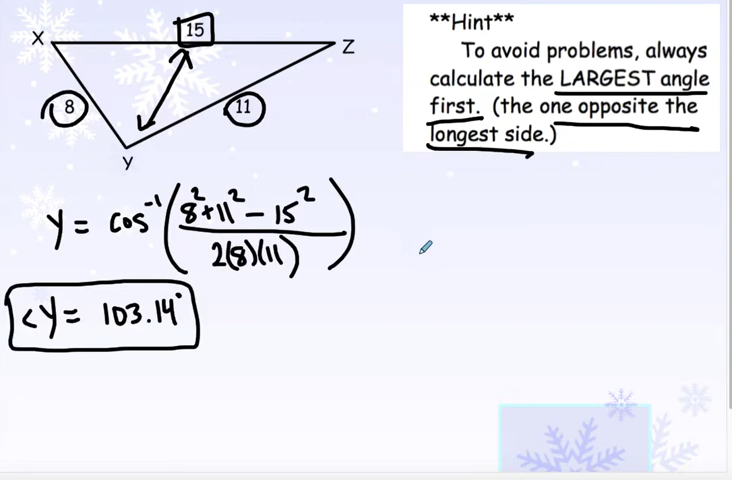 15
X
Z
8
11
Y
**Hint**
To avoid problems, always
calculate the LARGEST angle
first. (the one opposite the
longest side.)
y = cos⁻¹ (8² + 11² - 15² / 2(8)(11))
<y = 103.14°